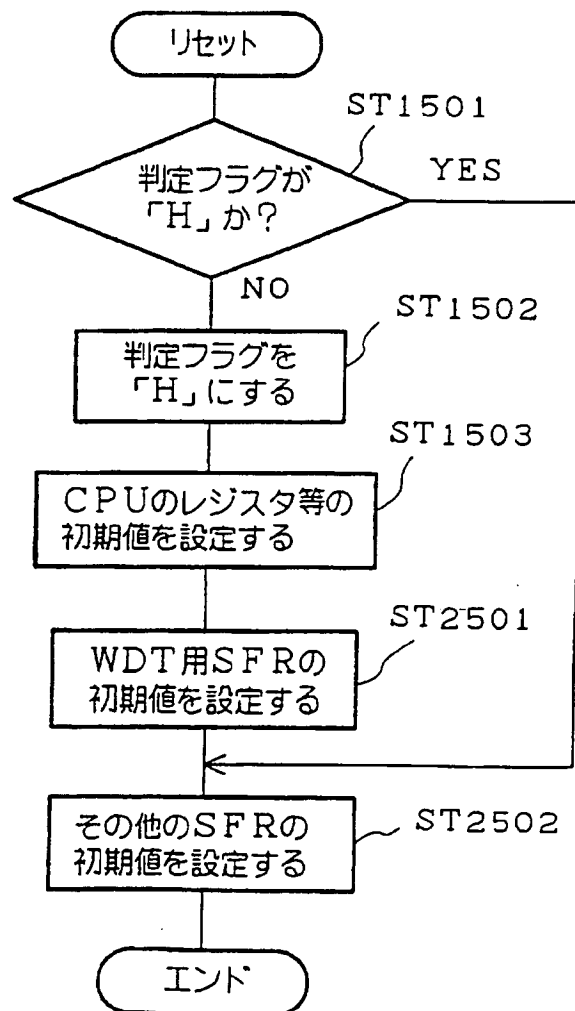 リセット
ST1501
判定フラグが
「H」か?
YES
NO
ST1502
判定フラグを
「H」にする
ST1503
CPUのレジスタ等の
初期値を設定する
ST2501
WDT用SFRの
初期値を設定する
ST2502
その他のSFRの
初期値を設定する
エンド